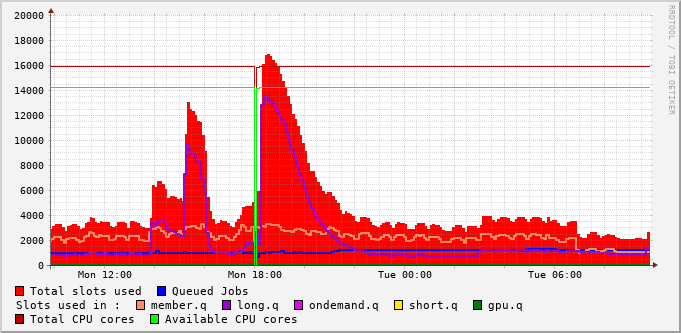 20000
18000
16000
14000
12000
10000
8000
6000
4000
2000
0
Mon 12:00 Mon 18:00 Tue 00:00 Tue 06:00
RRDTOOL / TOBI OETIKER
Total slots used Queued Jobs
Slots used in : member.q long.q ondemand.q short.q gpu.q
Total CPU cores Available CPU cores